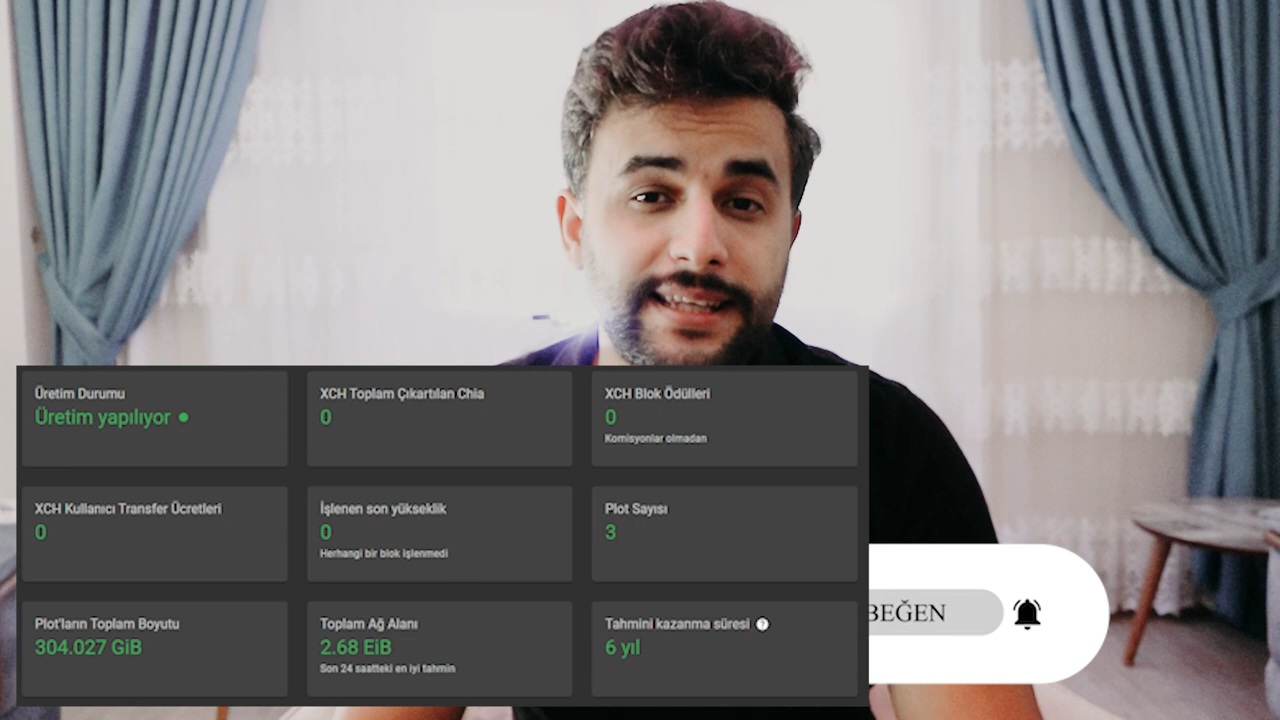 Üretim Durumu
Üretim yapılıyor
XCH Toplam Çıkartılan Chia
0
XCH Blok Ödülleri
0
Komisyonlar olmadan
XCH Kullanıcı Transfer Ücretleri
0
İşlenen son yükseklik
0
Herhangi bir blok işlenmedi
Plot Sayısı
3
Plot'ların Toplam Boyutu
304.027 GiB
Toplam Ağ Alanı
2.68 EiB
Son 24 saatteki en iyi tahmin
Tahmini kazanma süresi
6 yıl
BEĞEN